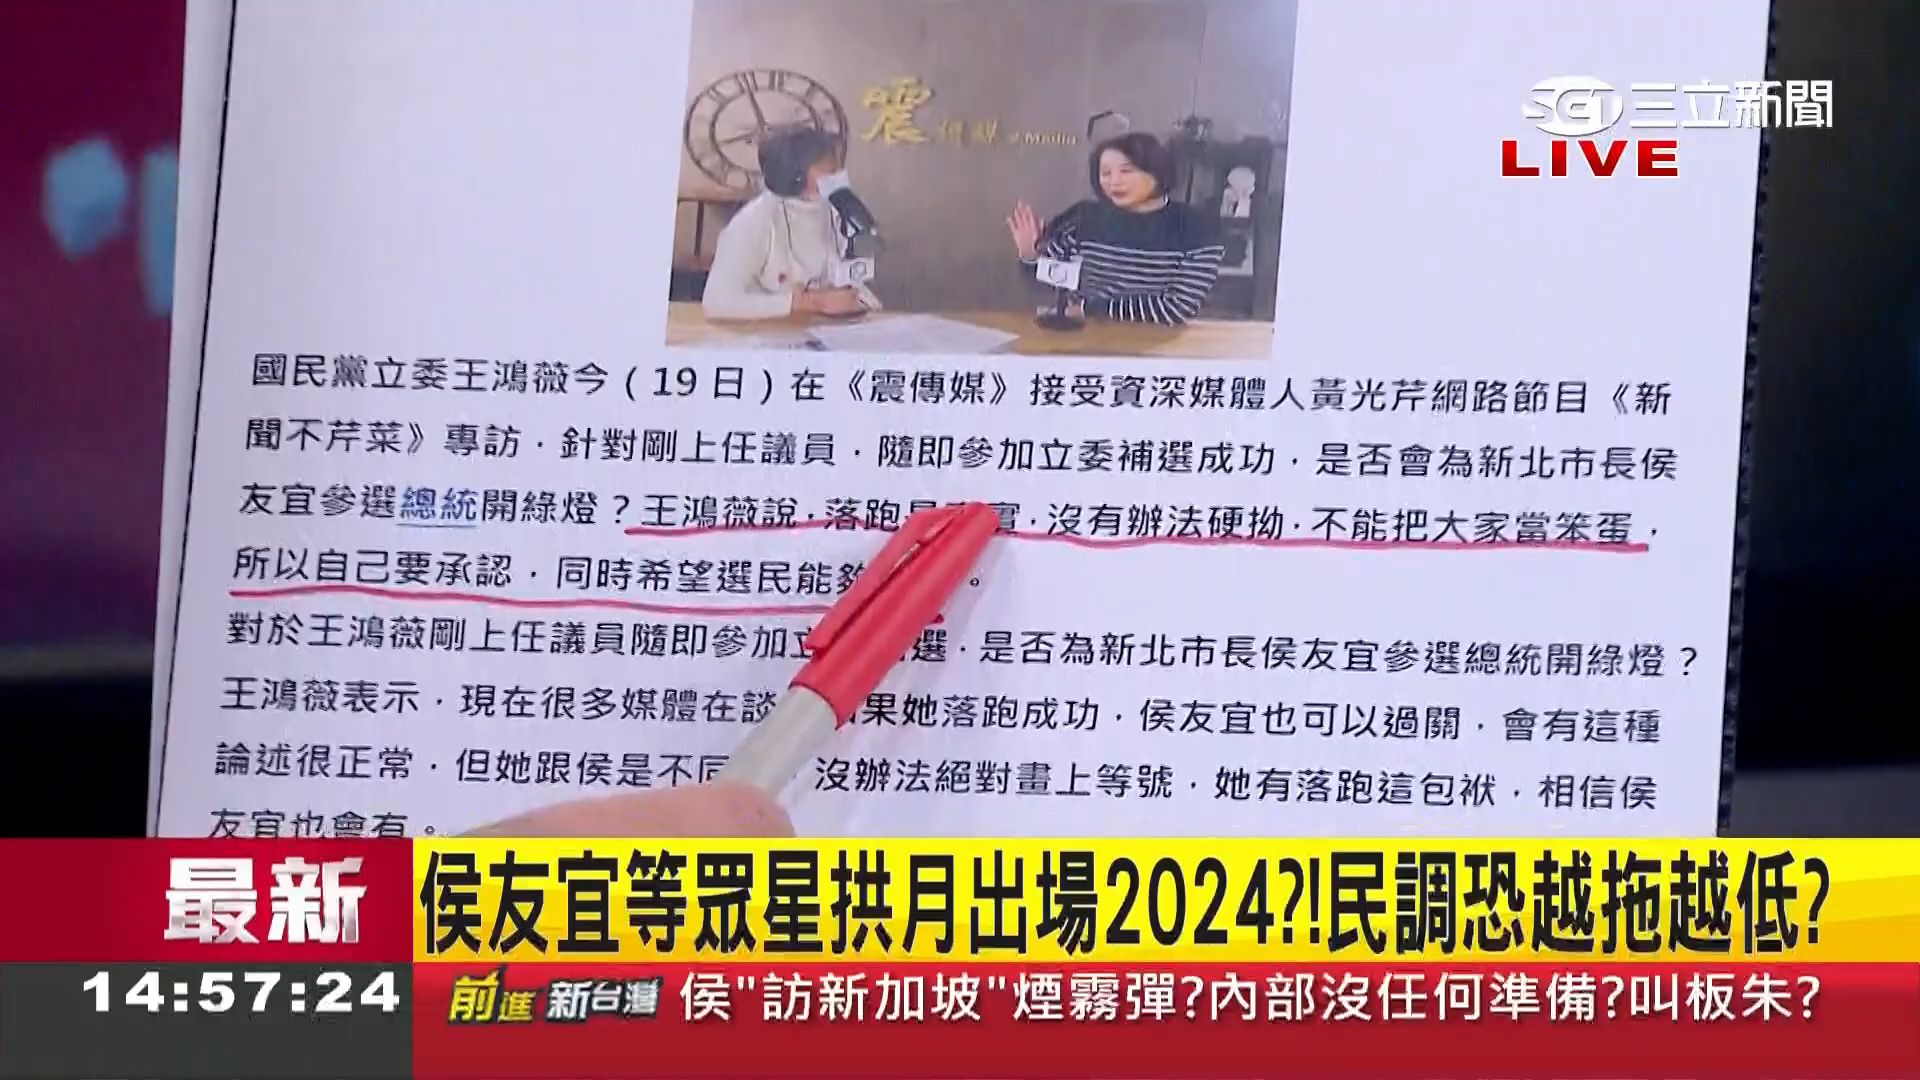 震傳媒 z.Media
SET三立新聞
LIVE
國民黨立委王鴻薇今(19日)在《震傳媒》接受資深媒體人黃光芹網路節目《新
聞不芹菜》專訪,針對剛上任議員,隨即參加立委補選成功,是否會為新北市長侯
友宜參選總統開綠燈?王鴻薇說,落跑是事實,沒有辦法硬拗,不能把大家當笨蛋,
所以自己要承認,同時希望選民能夠。
對於王鴻薇剛上任議員隨即參加立選,是否為新北市長侯友宜參選總統開綠燈?
王鴻薇表示,現在很多媒體在談果她落跑成功,侯友宜也可以過關,會有這種
論述很正常,但她跟侯是不同沒辦法絕對畫上等號,她有落跑這包袱,相信侯
友宜也會有。
最新 侯友宜等眾星拱月出場2024?!民調恐越拖越低?
14:57:24 前進新台灣 侯"訪新加坡"煙霧彈?內部沒任何準備?叫板朱?